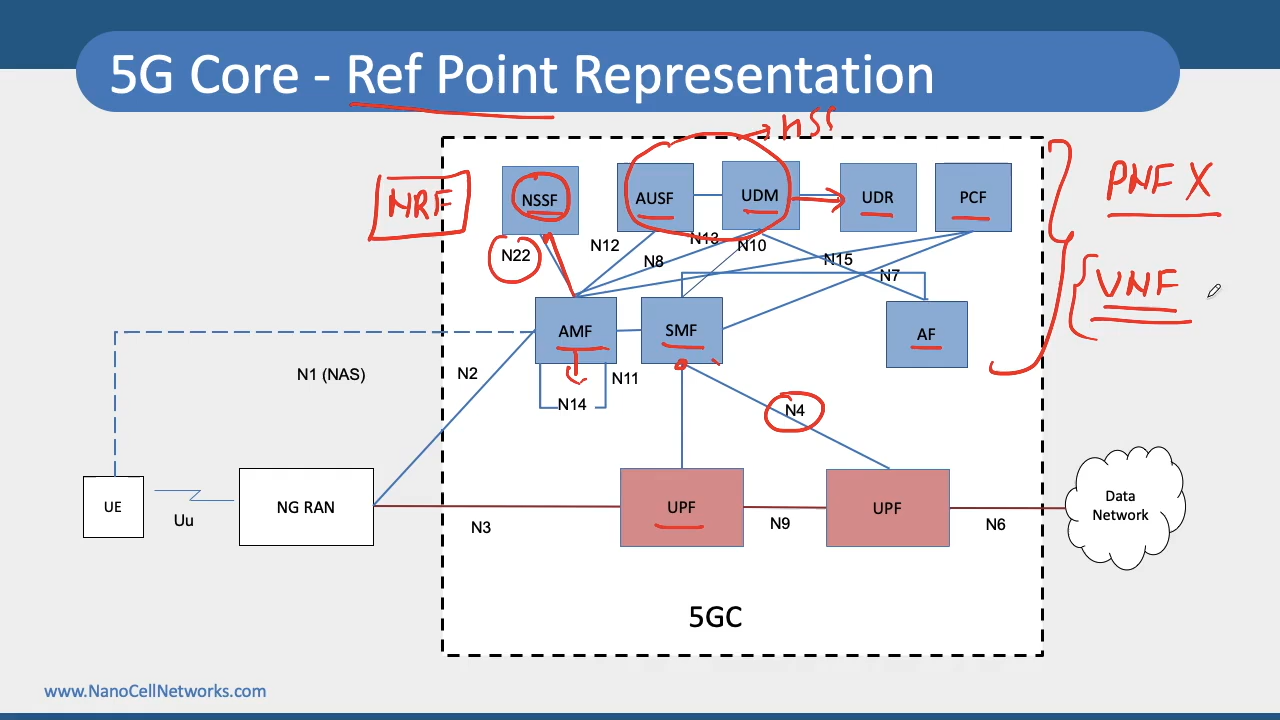 5G Core - Ref Point Representation
NRF
NSSF
AUSF
UDM
UDR
PCF
PNF X
VNF
N22
N12
N13
N8
N10
N15
N7
AMF
SMF
AF
N1 (NAS)
N2
N14
N11
N4
UE
Uu
NG RAN
N3
UPF
N9
UPF
N6
Data
Network
5GC
www.NanoCellNetworks.com